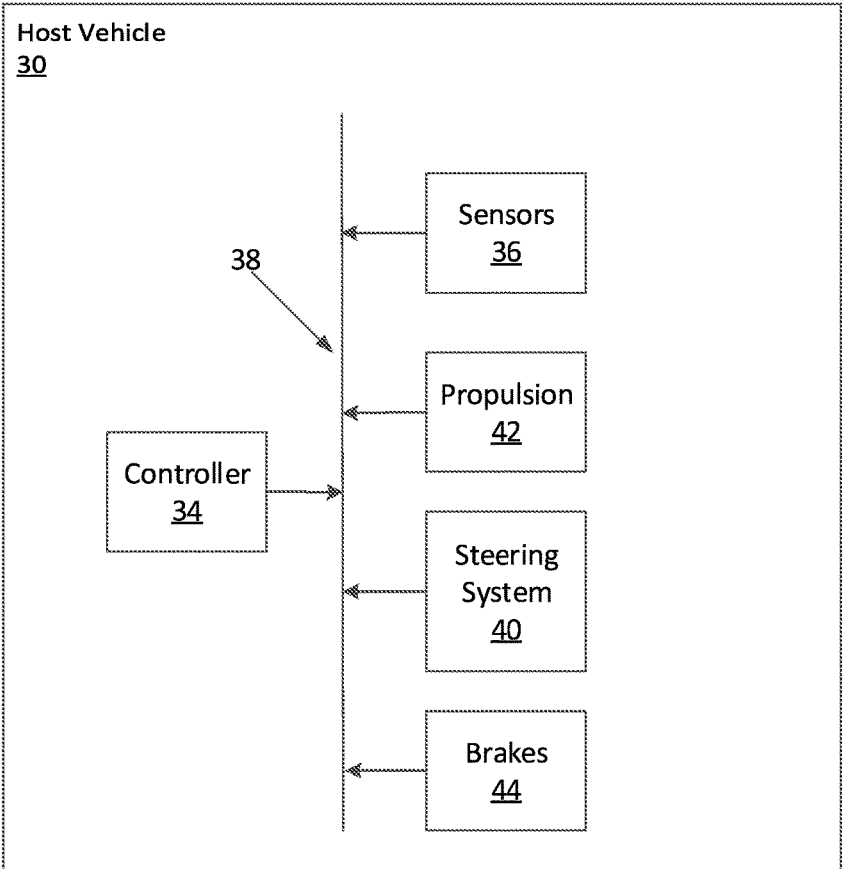 Host Vehicle
30
Sensors
36
38
Propulsion
42
Controller
34
Steering
System
40
Brakes
44